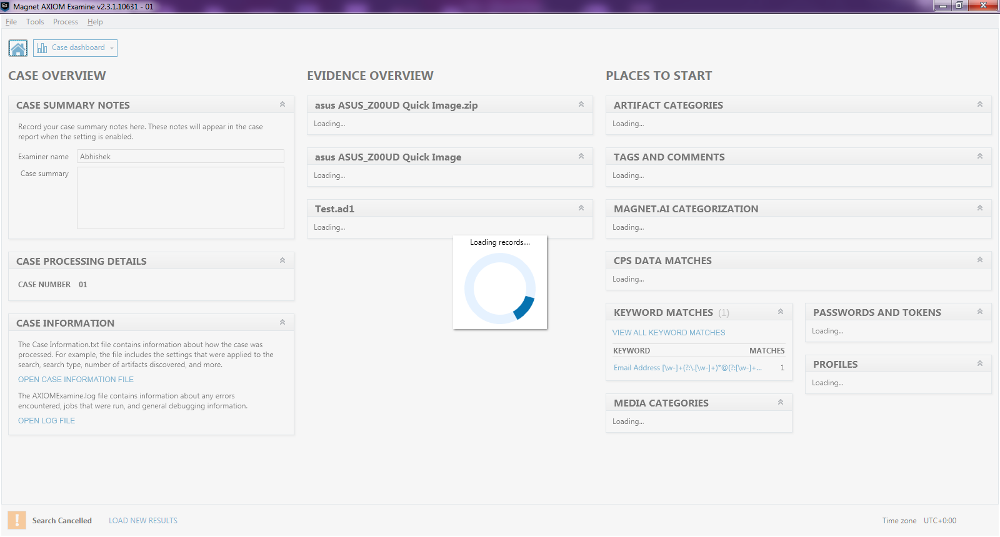 Magnet AXIOM Examine v2.3.1.10631 - 01
File Tools Process Help
Case dashboard
CASE OVERVIEW
CASE SUMMARY NOTES
Record your case summary notes here. These notes will appear in the case
report when the setting is enabled.
Examiner name Abhishek
Case summary
CASE PROCESSING DETAILS
CASE NUMBER 01
CASE INFORMATION
The Case Information.txt file contains information about how the case was
processed. For example, the file includes the settings that were applied to the
search, search type, number of artifacts discovered, and more.
OPEN CASE INFORMATION FILE
The AXIOMExamine.log file contains information about any errors
encountered, jobs that were run, and general debugging information.
OPEN LOG FILE
EVIDENCE OVERVIEW
asus ASUS_Z00UD Quick Image.zip
Loading...
asus ASUS_Z00UD Quick Image
Loading...
Test.ad1
Loading...
Loading records....
PLACES TO START
ARTIFACT CATEGORIES
Loading...
TAGS AND COMMENTS
Loading...
MAGNET.AI CATEGORIZATION
Loading...
CPS DATA MATCHES
Loading...
KEYWORD MATCHES (1)
VIEW ALL KEYWORD MATCHES
KEYWORD MATCHES
Email Address [\w-]+(?:\.[\w-]+)*@(?:[\w-]+... 1
MEDIA CATEGORIES
Loading...
PASSWORDS AND TOKENS
Loading...
PROFILES
Loading...
Search Cancelled LOAD NEW RESULTS
Time zone UTC+0:00